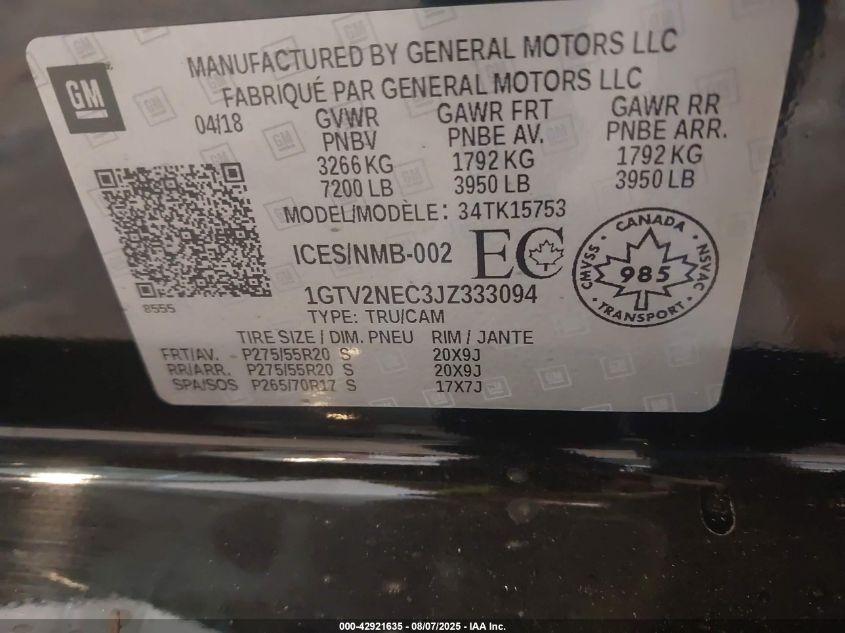 MANUFACTURED BY GENERAL MOTORS LLC
FABRIQUÉ PAR GENERAL MOTORS LLC
GM
04/18 GVWR GAWR FRT GAWR RR
PNBV PNBE AV. PNBE ARR.
3266 KG 1792 KG 1792 KG
7200 LB 3950 LB 3950 LB
MODEL/MODÈLE: 34TK15753
ICES/NMB-002 EC
CANADA
CMVSS 985 NSVAC
TRANSPORT
8555
1GTV2NEC3JZ333094
TYPE: TRU/CAM
TIRE SIZE / DIM. PNEU RIM / JANTE
FRT/AV. P275/55R20 S 20X9J
RR/ARR. P275/55R20 S 20X9J
SPA/SOS P265/70R17 S 17X7J
000-42921635 - 08/07/2025 - IAA Inc.